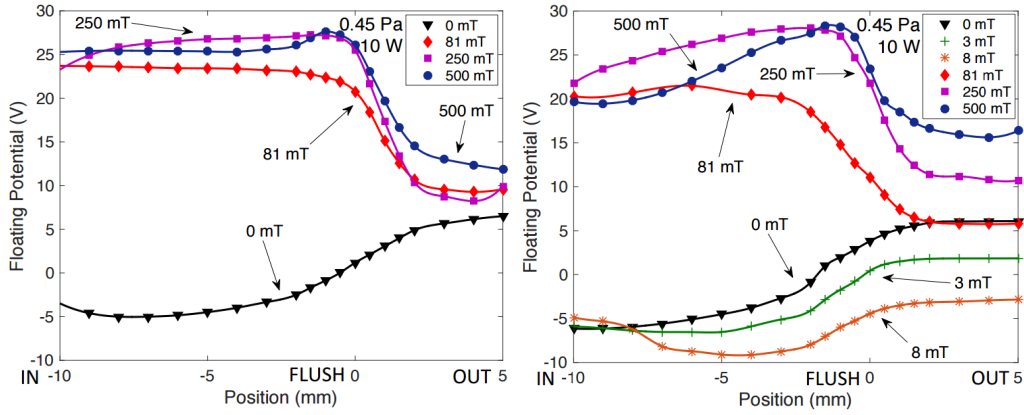 30
25
20
15
10
5
0
-5
-10
Floating Potential (V)
250 mT
0.45 Pa
10 W
0 mT
81 mT
250 mT
500 mT
500 mT
81 mT
0 mT
-10
-5
0
5
IN
FLUSH
OUT
Position (mm)
30
25
20
15
10
5
0
-5
-10
Floating Potential (V)
500 mT
0.45 Pa
10 W
0 mT
3 mT
8 mT
81 mT
250 mT
500 mT
250 mT
81 mT
0 mT
3 mT
8 mT
-10
-5
0
5
IN
FLUSH
OUT
Position (mm)